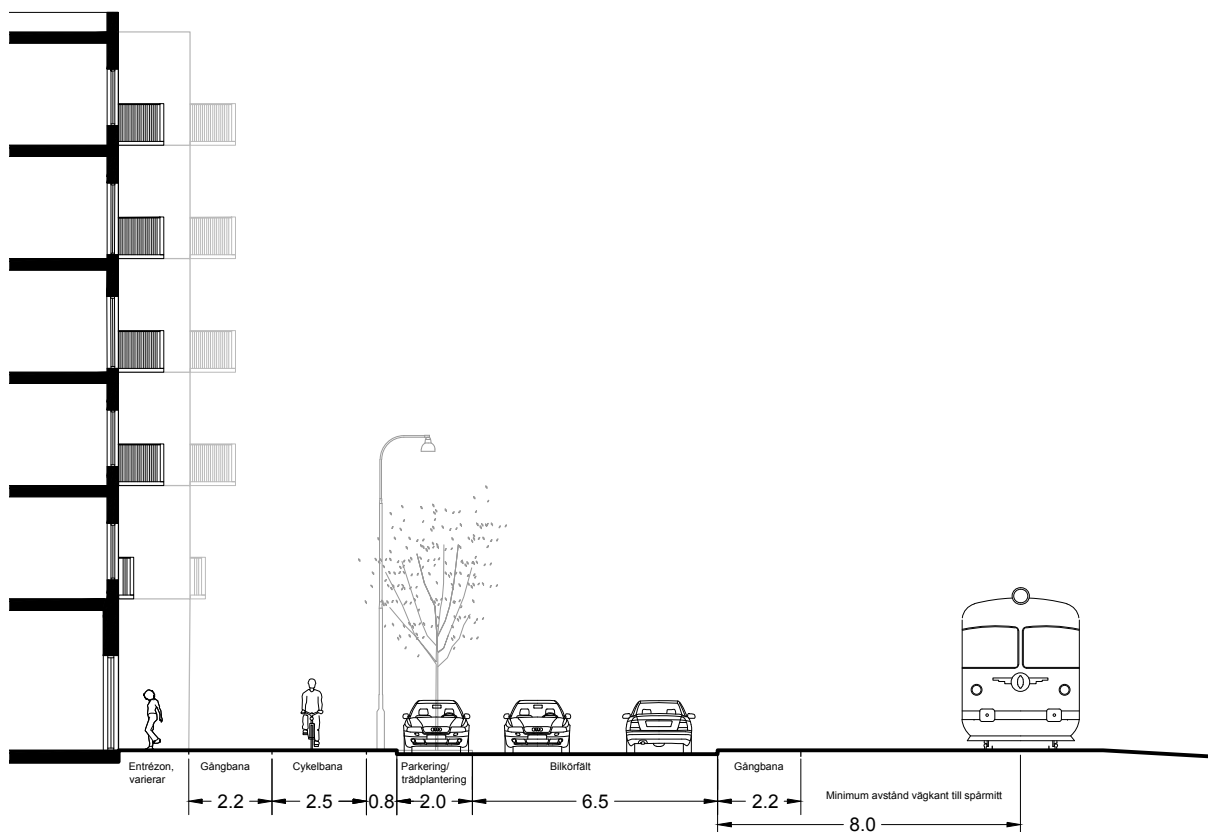 Entrézon,
varierar
Gångbana
Cykelbana
Parkering/
trädplantering
Bilkörfält
Gångbana
Minimum avstånd vägkant till spårmitt
2.2
2.5
0.8
2.0
6.5
2.2
8.0